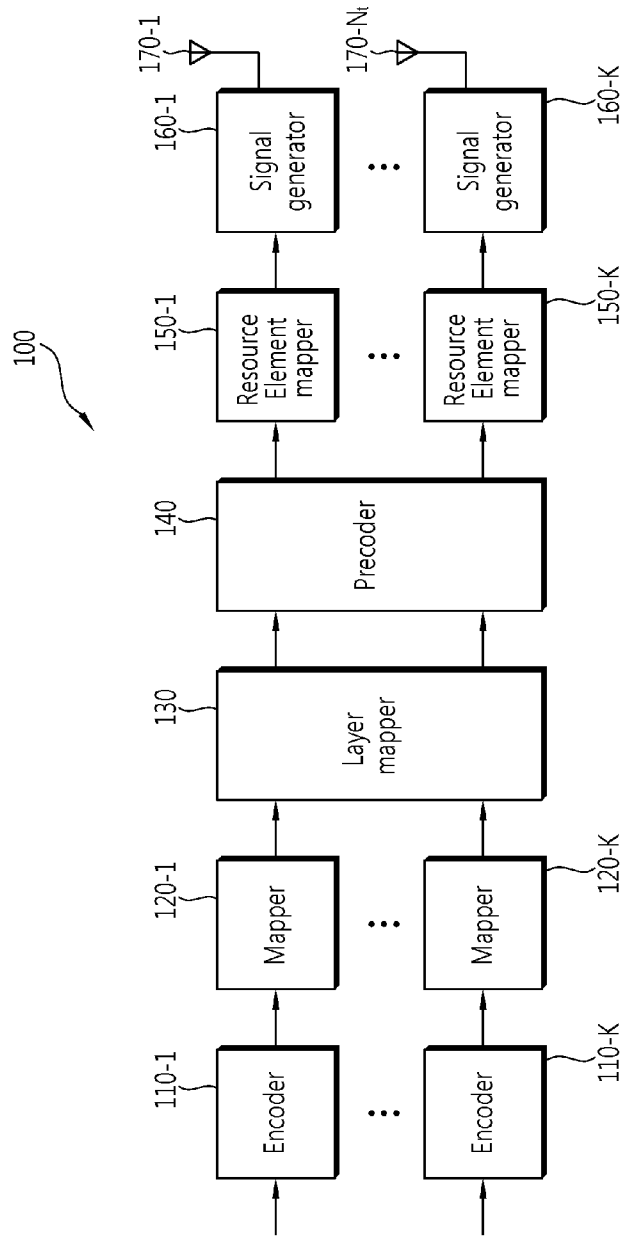 100
110-1
Encoder
120-1
Mapper
130
Layer
mapper
140
Precoder
150-1
Resource
Element
mapper
160-1
Signal
generator
170-1
...
...
...
...
110-K
Encoder
120-K
Mapper
150-K
Resource
Element
mapper
160-K
Signal
generator
170-Nt